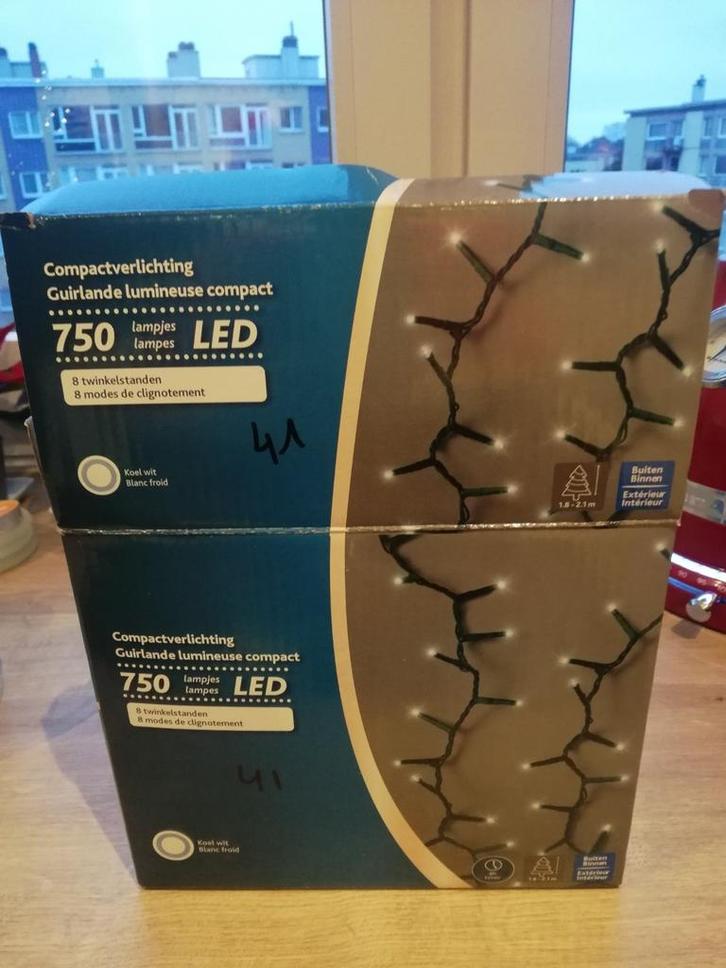 Compactverlichting
Guirlande lumineuse compact
750 lampjes lampes LED
8 twinkelstanden
8 modes de clignotement
41
Koel wit
Blanc froid
1.8 - 2.1 m
Buiten
Binnen
Extérieur
Intérieur
Compactverlichting
Guirlande lumineuse compact
750 lampjes lampes LED
8 twinkelstanden
8 modes de clignotement
41
Koel wit
Blanc froid
1.8 - 2.1 m
Buiten
Binnen
Extérieur
Intérieur